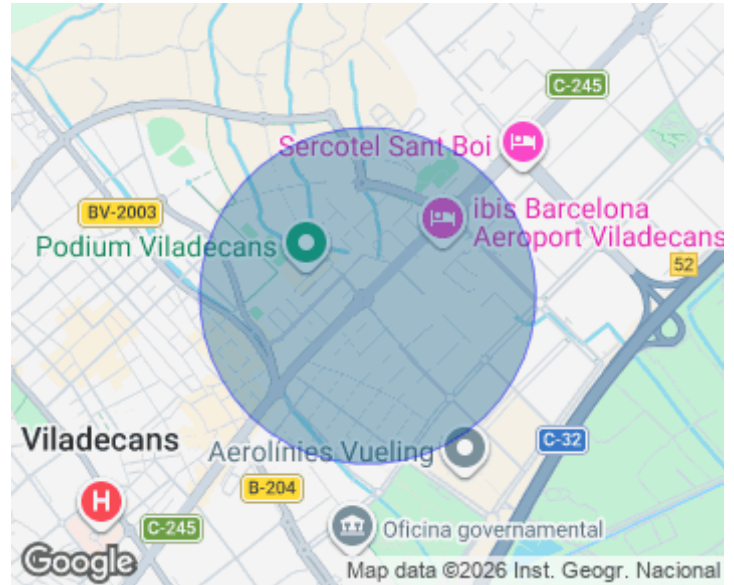 C-245
Sercotel Sant Boi
BV-2003
ibis Barcelona
Aeroport Viladecans
Podium Viladecans
52
Viladecans
Aerolínies Vueling
C-32
B-204
H
C-245
Oficina governamental
Google
Map data ©2026 Inst. Geogr. Nacional